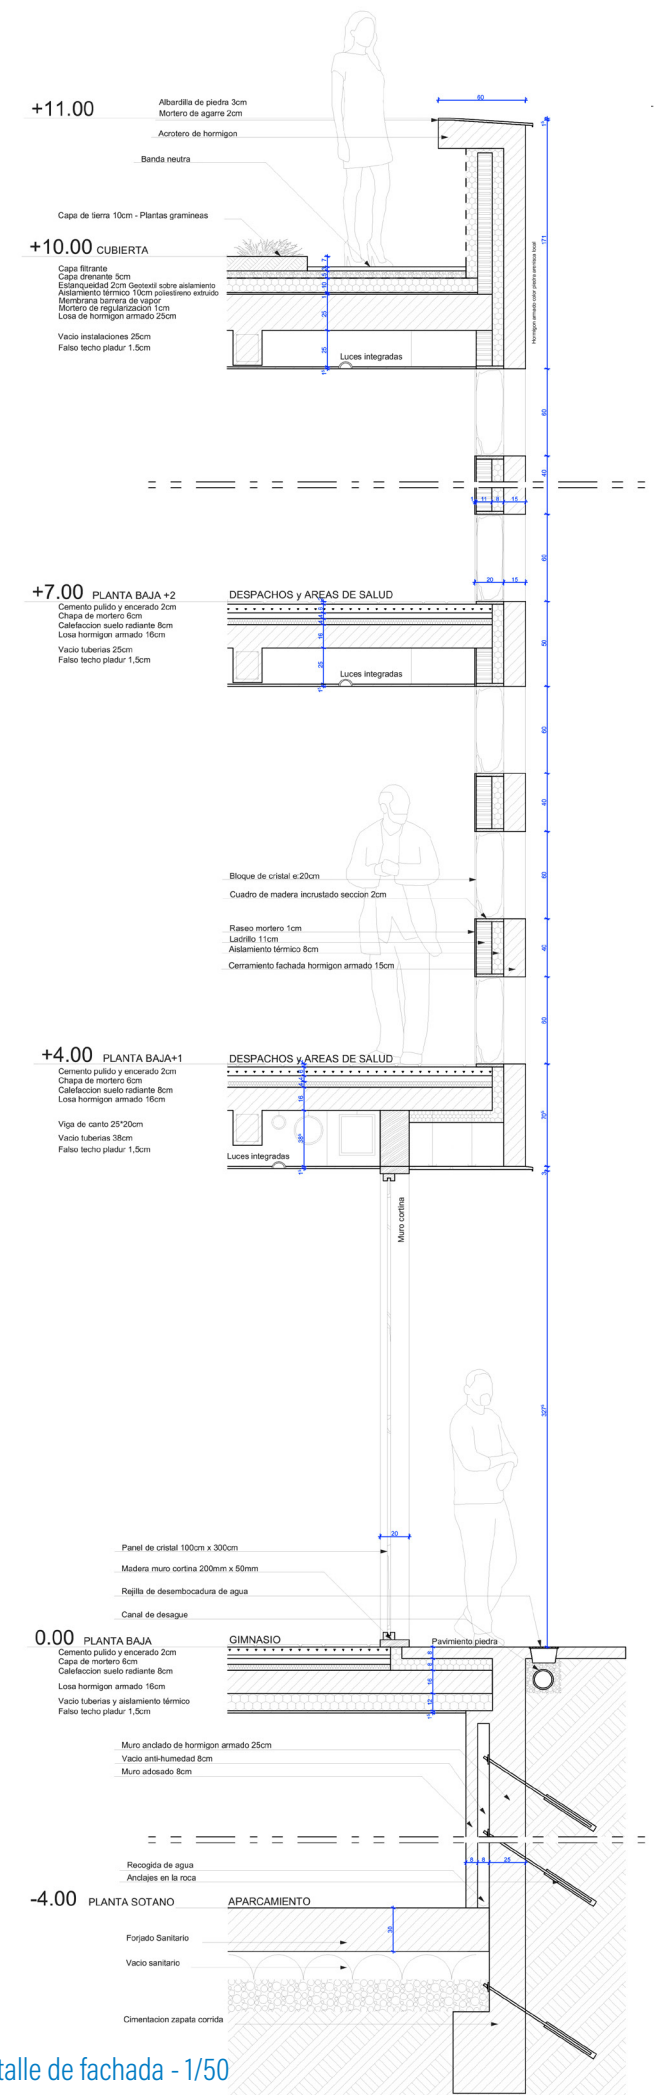 60
+11.00
Albardilla de piedra 3cm
Mortero de agarre 2cm
Acrotero de hormigon
Banda neutra
Capa de tierra 10cm - Plantas gramineas
+10.00 CUBIERTA
171
Hormigon armado color piedra arenisca local
Capa filtrante
Capa drenante 5cm
Estanqueidad 2cm Geotextil sobre aislamiento
Aislamiento térmico 10cm poliestireno extruido
Membrana barrera de vapor
Mortero de regularizacion 1cm
Losa de hormigon armado 25cm
25
Vacio instalaciones 25cm
Falso techo pladur 1.5cm
25
Luces integradas
60
40
1 11 8 15
60
20 15
+7.00 PLANTA BAJA +2 DESPACHOS y AREAS DE SALUD
Cemento pulido y encerado 2cm
Chapa de mortero 6cm
Calefaccion suelo radiante 8cm
Losa hormigon armado 16cm
16
50
Vacio tuberias 25cm
Falso techo pladur 1,5cm
25
Luces integradas
60
40
60
Bloque de cristal e:20cm
Cuadro de madera incrustado seccion 2cm
Raseo mortero 1cm
Ladrillo 11cm
Aislamiento térmico 8cm
Cerramiento fachada hormigon armado 15cm
40
60
+4.00 PLANTA BAJA+1 DESPACHOS y AREAS DE SALUD
Cemento pulido y encerado 2cm
Chapa de mortero 6cm
Calefaccion suelo radiante 8cm
Losa hormigon armado 16cm
16
70⁵
Viga de canto 25*20cm
Vacio tuberias 38cm
Falso techo pladur 1,5cm
38⁵
Luces integradas
3
Muro cortina
327⁵
20
Panel de cristal 100cm x 300cm
Madera muro cortina 200mm x 50mm
Rejilla de desembocadura de agua
Canal de desague
0.00 PLANTA BAJA GIMNASIO
Pavimiento piedra
Cemento pulido y encerado 2cm
Capa de mortero 6cm
Calefaccion suelo radiante 8cm
Losa hormigon armado 16cm
8
16
12
Vacio tuberias y aislamiento térmico
Falso techo pladur 1,5cm
Muro anclado de hormigon armado 25cm
Vacio anti-humedad 8cm
Muro adosado 8cm
8 8 25
Recogida de agua
Anclajes en la roca
-4.00 PLANTA SOTANO APARCAMIENTO
30
Forjado Sanitario
Vacio sanitario
Cimentacion zapata corrida
talle de fachada - 1/50